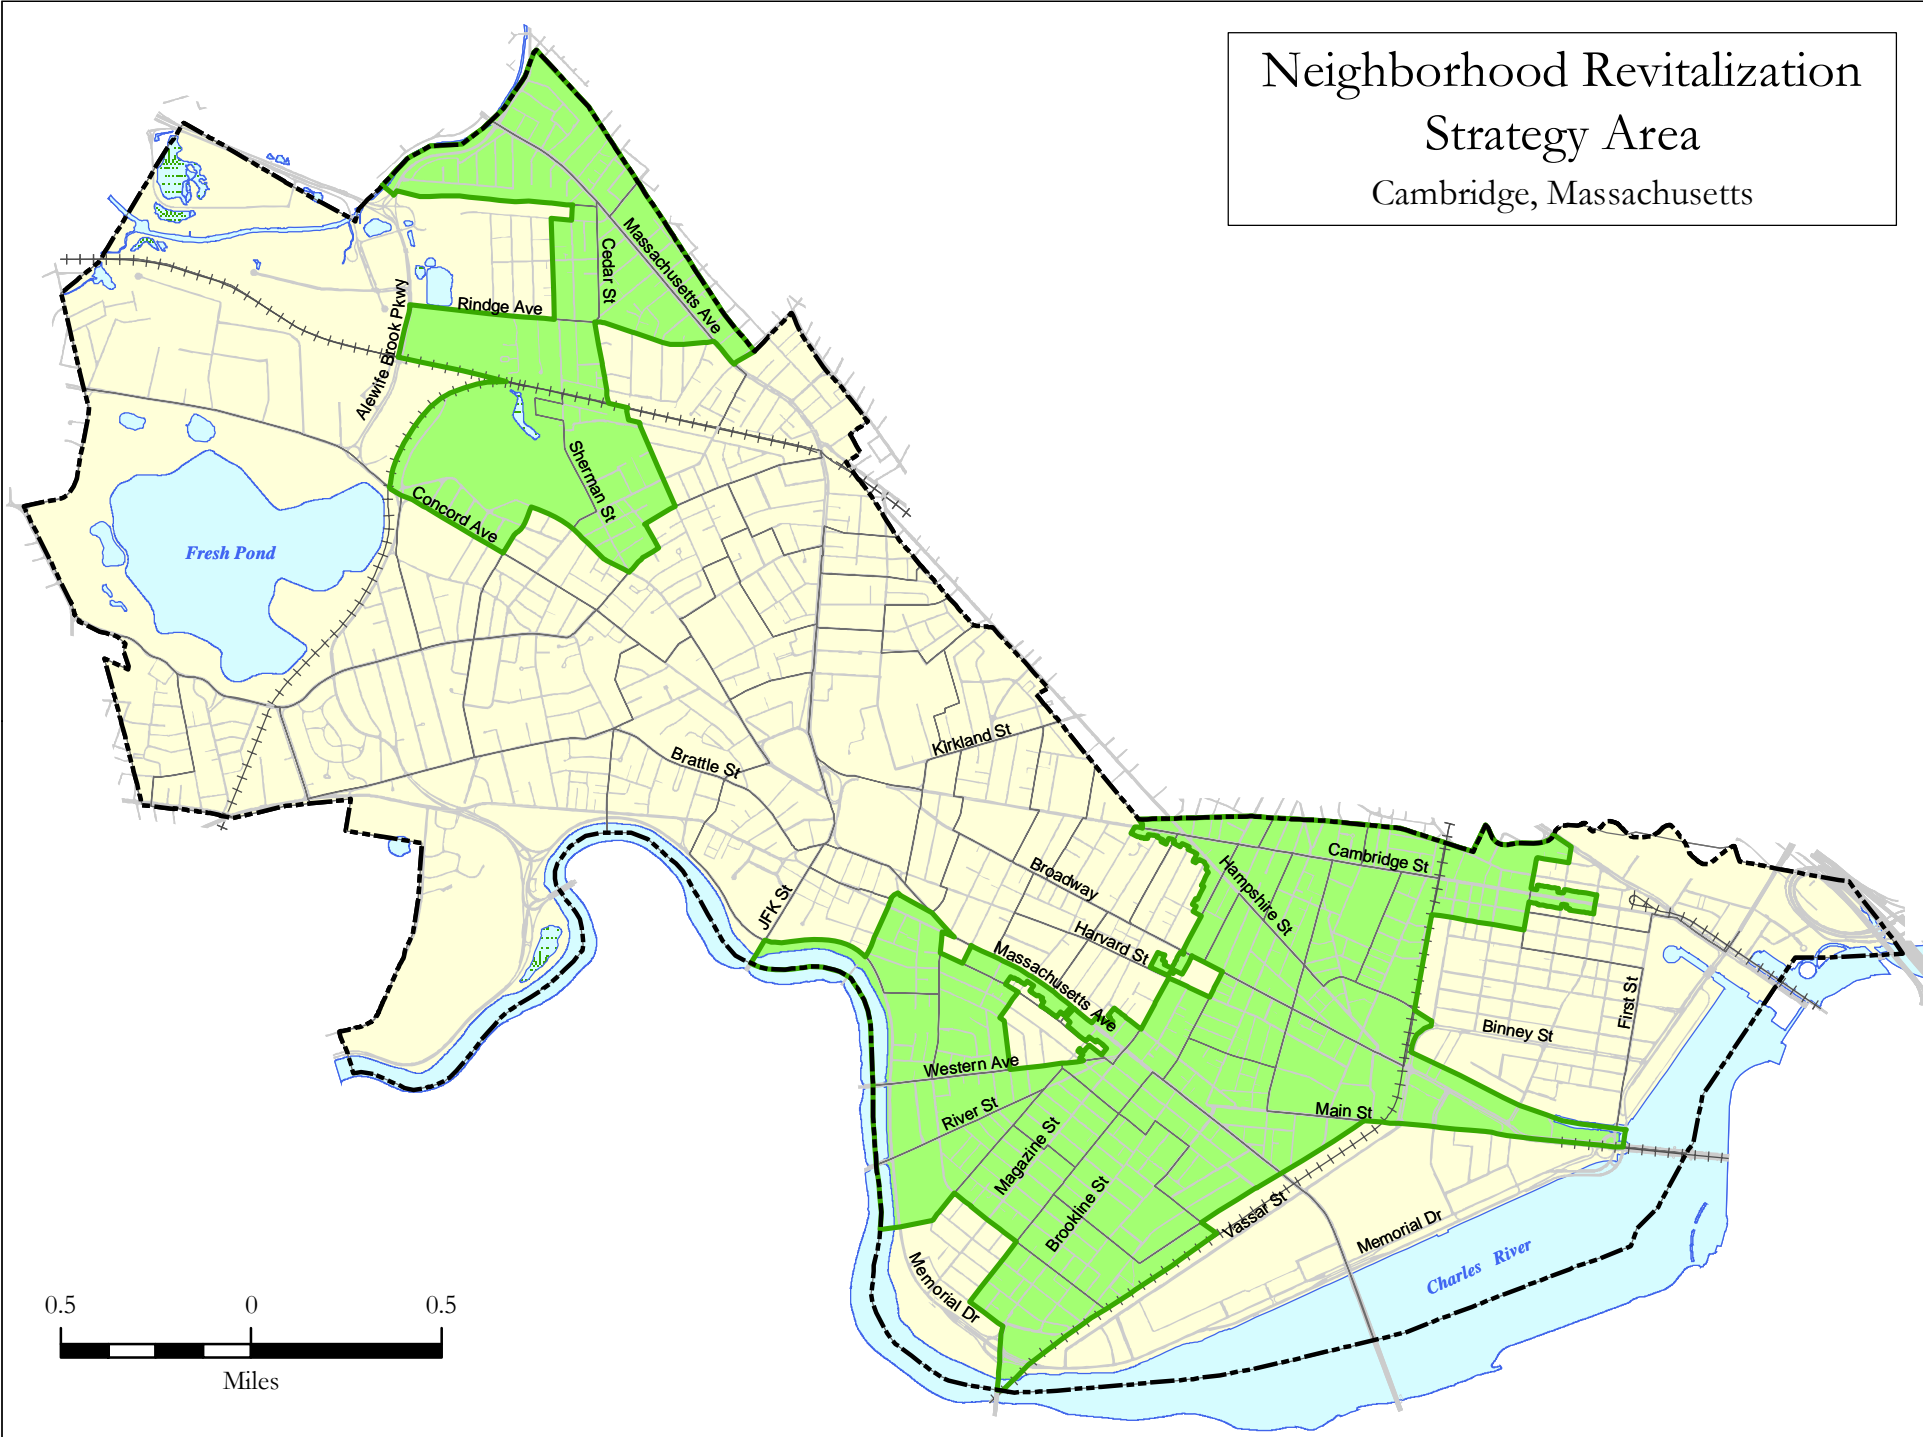 Neighborhood Revitalization
Strategy Area
Cambridge, Massachusetts
Massachusetts Ave
Cedar St
Rindge Ave
Alewife Brook Pkwy
Sherman St
Concord Ave
Fresh Pond
Kirkland St
Brattle St
Broadway
Cambridge St
Hampshire St
JFK St
Harvard St
Massachusetts Ave
First St
Binney St
Western Ave
River St
Main St
Magazine St
Brookline St
Vassar St
Memorial Dr
Memorial Dr
Charles River
0.5 0 0.5
Miles